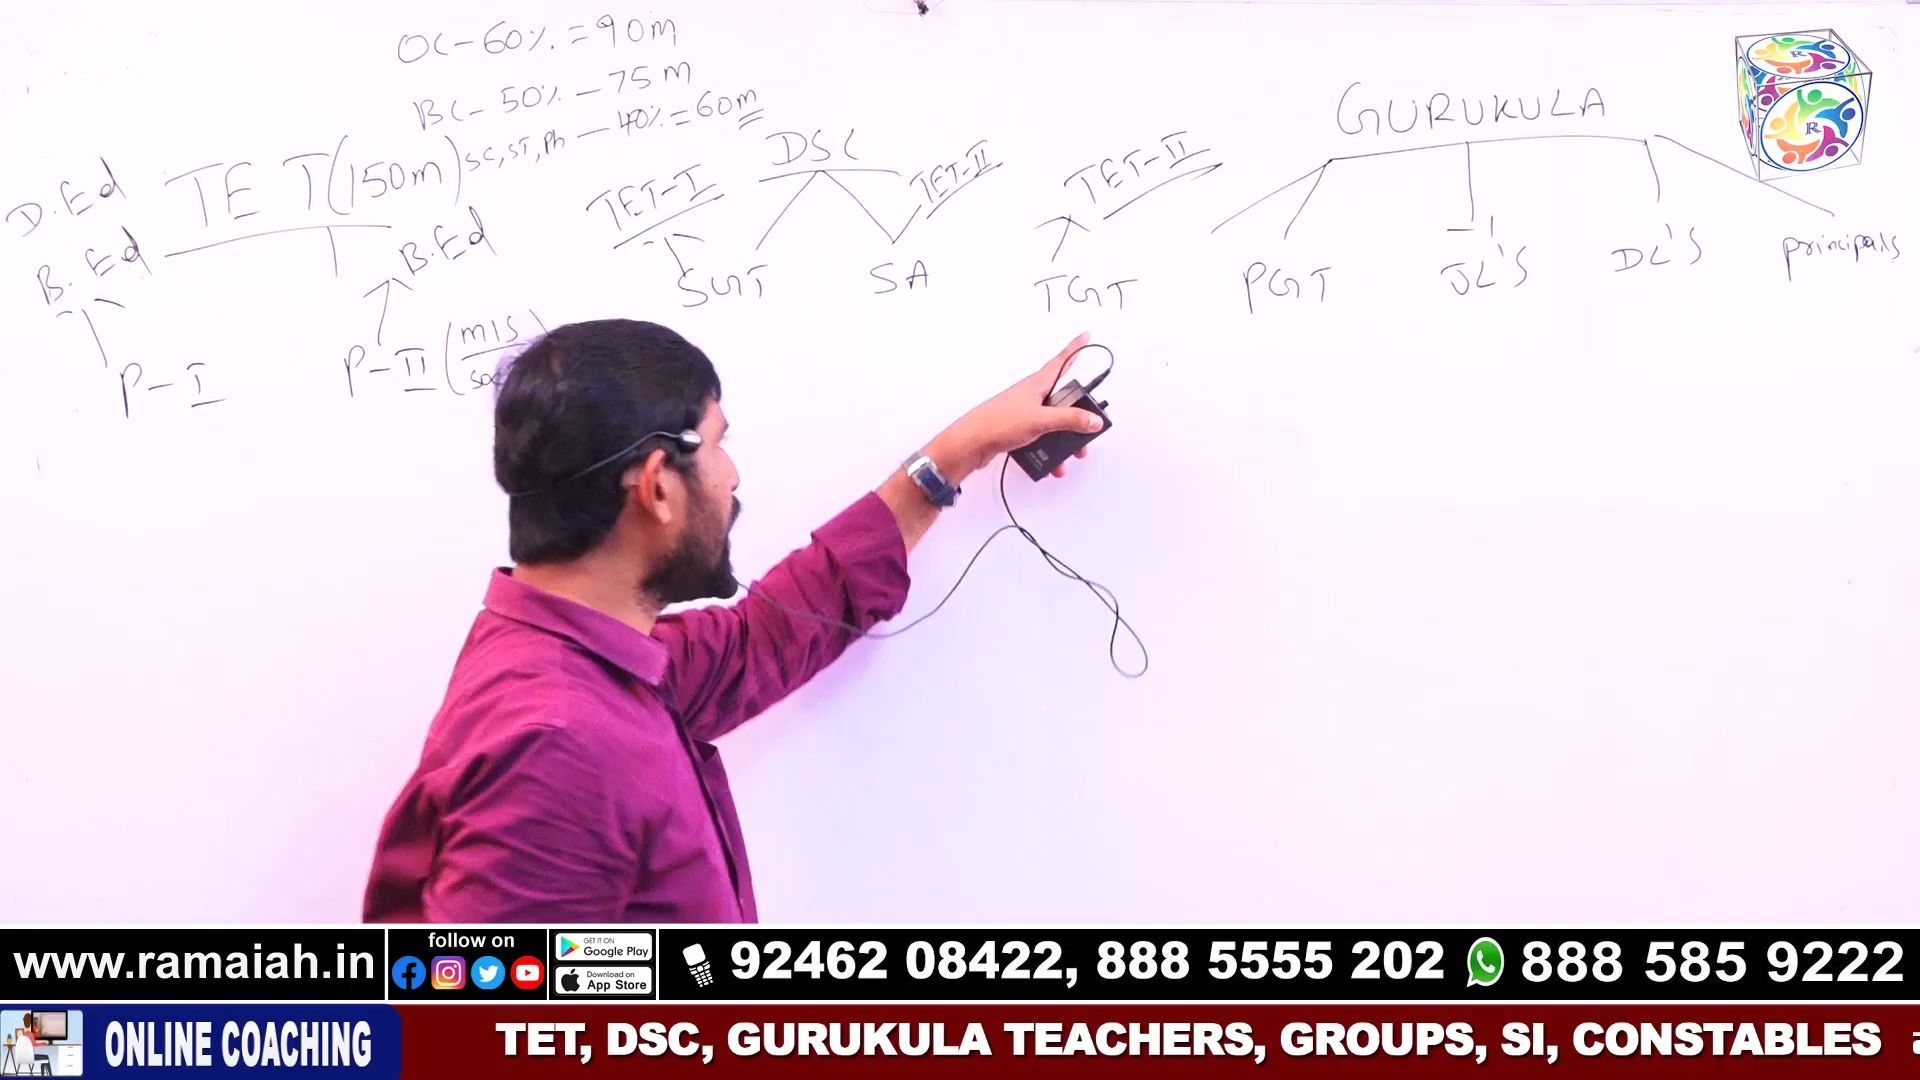 OC - 60% = 90m
BC - 50% - 75m
SC, ST, Ph - 40% = 60m
D.Ed
B.Ed
TET (150m)
B.Ed
P-I
P-II (m/s
DSC
TET-I
TET-II
SGT
SA
GURUKULA
TET-II
TGT
PGT
JL'S
DL'S
principals
R
R
www.ramaiah.in
follow on
GET IT ON
Google Play
Download on
App Store
92462 08422, 888 5555 202
888 585 9222
ONLINE COACHING
TET, DSC, GURUKULA TEACHERS, GROUPS, SI, CONSTABLES